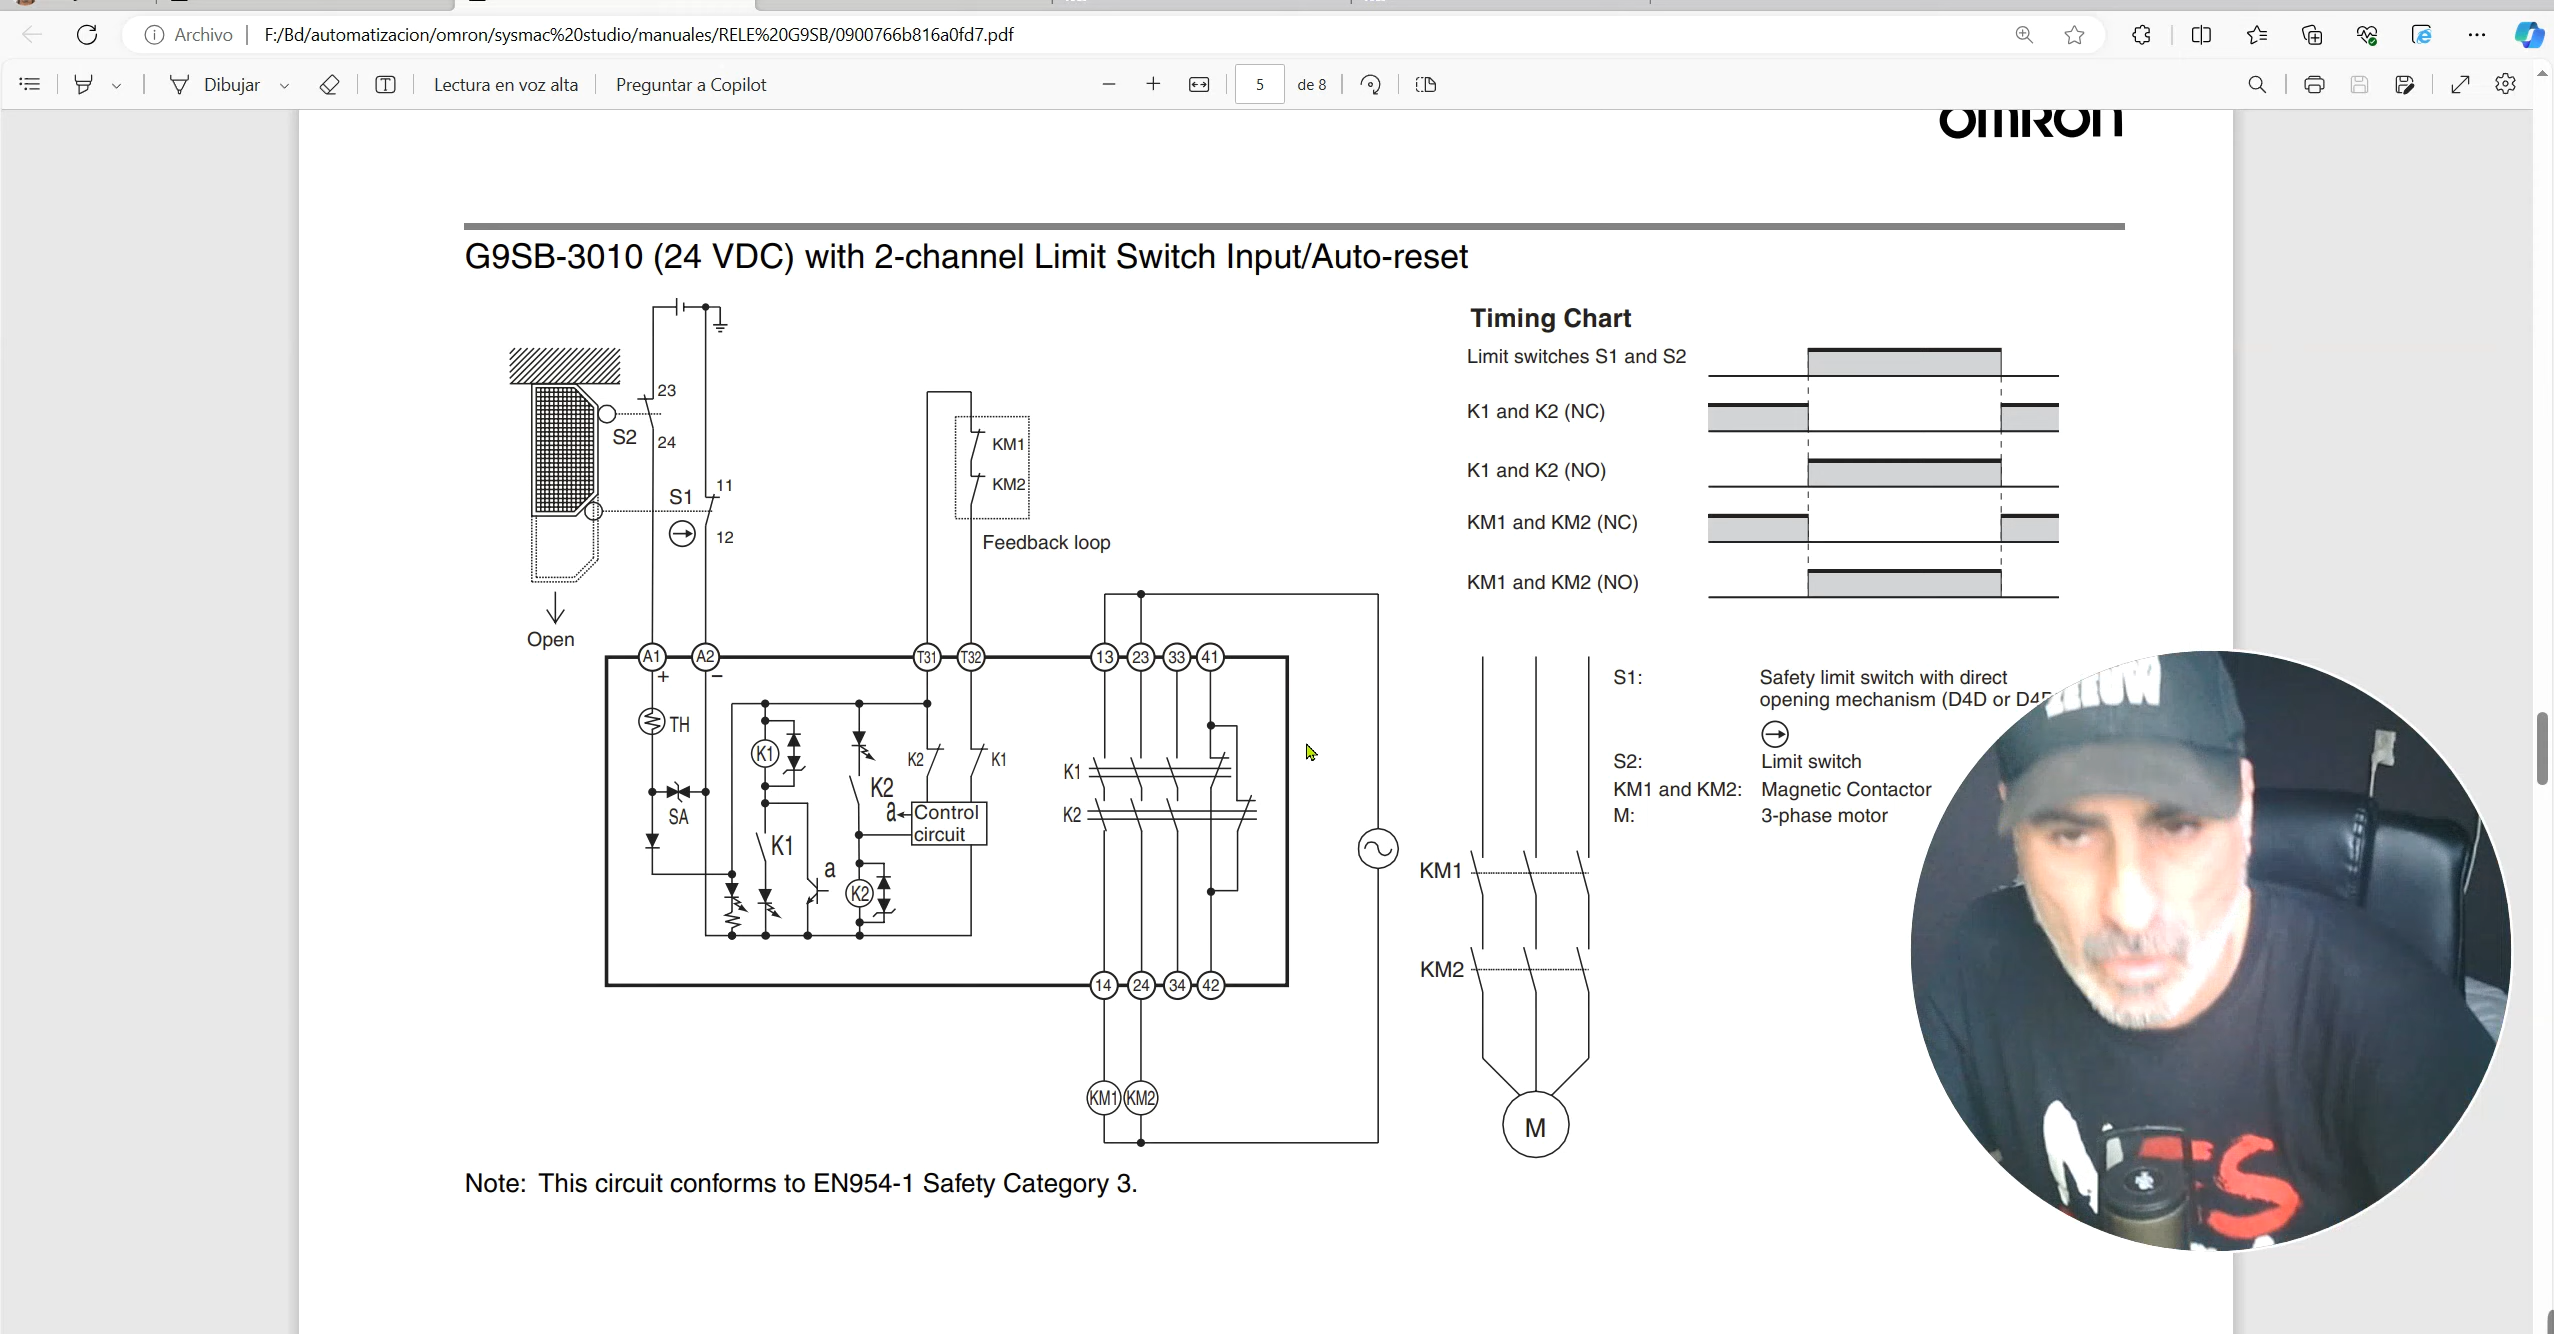 Archivo
F:/Bd/automatizacion/omron/sysmac%20studio/manuales/RELE%20G9SB/0900766b816a0fd7.pdf
Dibujar
Lectura en voz alta
Preguntar a Copilot
5 de 8
omron
G9SB-3010 (24 VDC) with 2-channel Limit Switch Input/Auto-reset
Timing Chart
Limit switches S1 and S2
K1 and K2 (NC)
K1 and K2 (NO)
KM1 and KM2 (NC)
KM1 and KM2 (NO)
23
S2
24
S1
11
12
Open
KM1
KM2
Feedback loop
A1
A2
T31
T32
13
23
33
41
+
−
TH
SA
K1
K1
a
K2
a
K2
K2
K1
Control
circuit
K1
K2
14
24
34
42
KM1
KM2
KM1
KM2
M
S1: Safety limit switch with direct
opening mechanism (D4D or
S2: Limit switch
KM1 and KM2: Magnetic Contactor
M: 3-phase motor
Note: This circuit conforms to EN954-1 Safety Category 3.